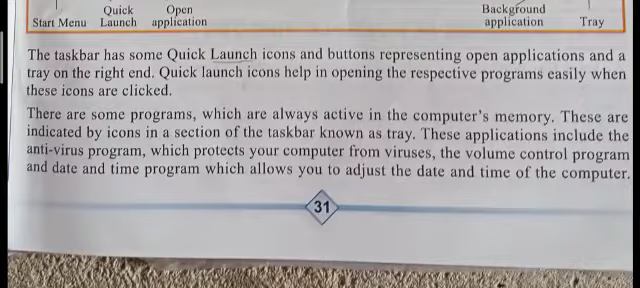 Start Menu Quick Launch Open application Background application Tray
The taskbar has some Quick Launch icons and buttons representing open applications and a
tray on the right end. Quick launch icons help in opening the respective programs easily when
these icons are clicked.
There are some programs, which are always active in the computer's memory. These are
indicated by icons in a section of the taskbar known as tray. These applications include the
anti-virus program, which protects your computer from viruses, the volume control program
and date and time program which allows you to adjust the date and time of the computer.
31